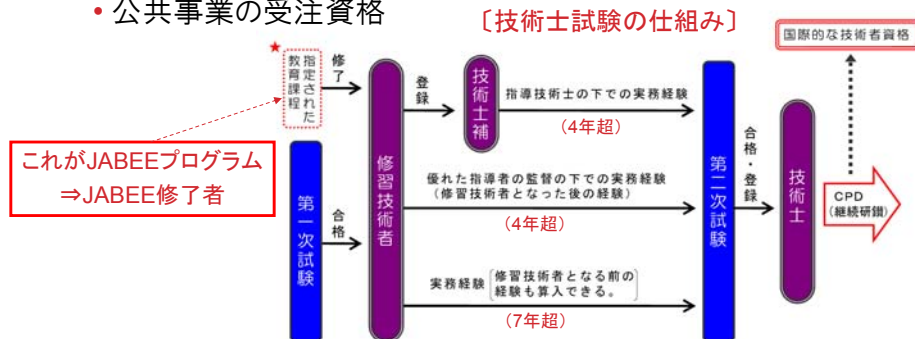 • 公共事業の受注資格
〔技術士試験の仕組み〕
国際的な技術者資格
★
指定された
教育課程
修了
これがJABEEプログラム
⇒JABEE修了者
第一次試験
合格
修習技術者
登録
技術士補
指導技術士の下での実務経験
(4年超)
優れた指導者の監督の下での実務経験
(修習技術者となった後の経験)
(4年超)
実務経験
修習技術者となる前の
経験も算入できる。
(7年超)
第二次試験
合格・登録
技術士
CPD
(継続研鑽)